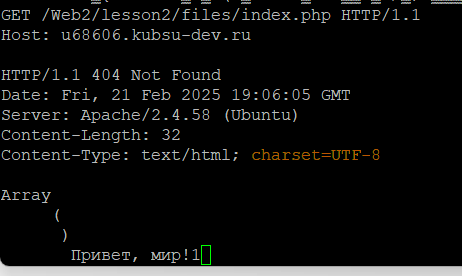 GET /Web2/lesson2/files/index.php HTTP/1.1
Host: u68606.kubsu-dev.ru
HTTP/1.1 404 Not Found
Date: Fri, 21 Feb 2025 19:06:05 GMT
Server: Apache/2.4.58 (Ubuntu)
Content-Length: 32
Content-Type: text/html; charset=UTF-8
Array
(
)
Привет, мир!1